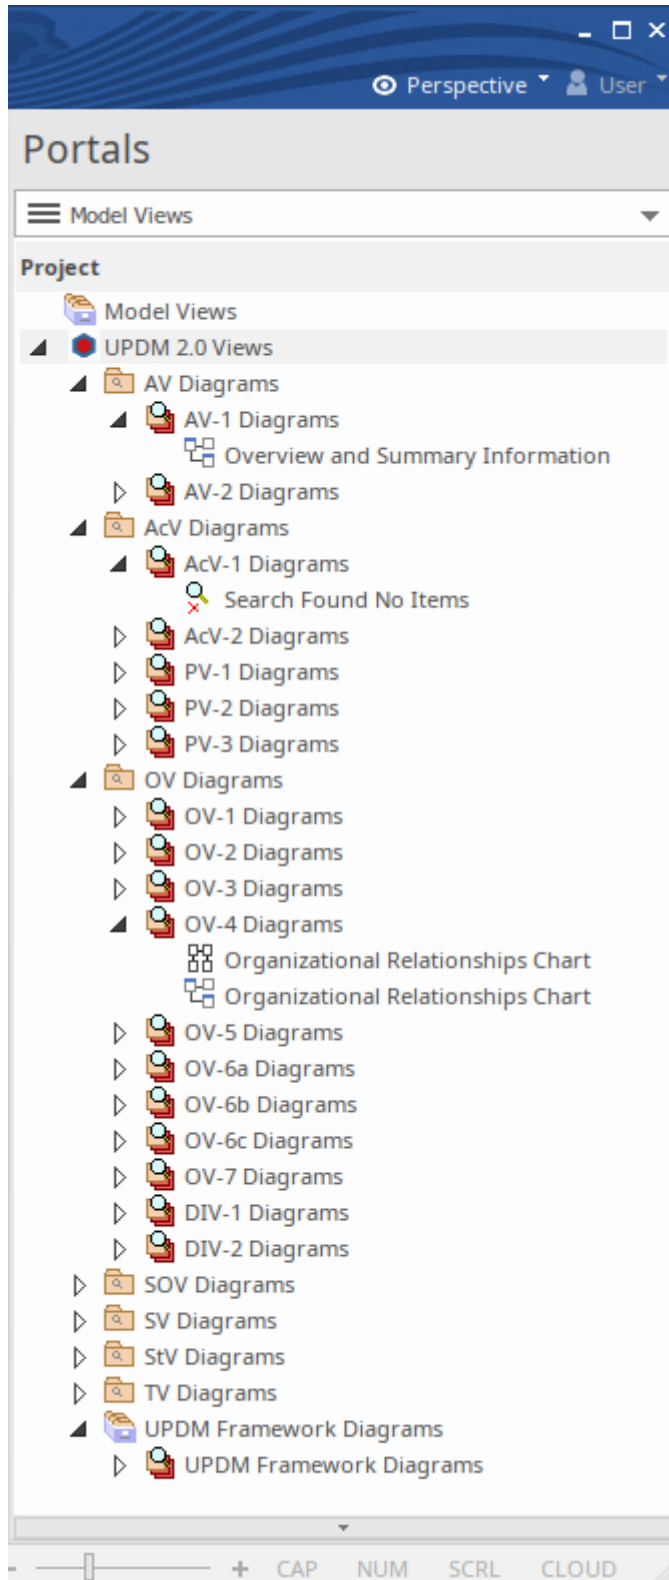 Perspective User
Portals
Model Views
Project
Model Views
UPDM 2.0 Views
AV Diagrams
AV-1 Diagrams
Overview and Summary Information
AV-2 Diagrams
AcV Diagrams
AcV-1 Diagrams
Search Found No Items
AcV-2 Diagrams
PV-1 Diagrams
PV-2 Diagrams
PV-3 Diagrams
OV Diagrams
OV-1 Diagrams
OV-2 Diagrams
OV-3 Diagrams
OV-4 Diagrams
Organizational Relationships Chart
Organizational Relationships Chart
OV-5 Diagrams
OV-6a Diagrams
OV-6b Diagrams
OV-6c Diagrams
OV-7 Diagrams
DIV-1 Diagrams
DIV-2 Diagrams
SOV Diagrams
SV Diagrams
StV Diagrams
TV Diagrams
UPDM Framework Diagrams
UPDM Framework Diagrams
CAP NUM SCRL CLOUD